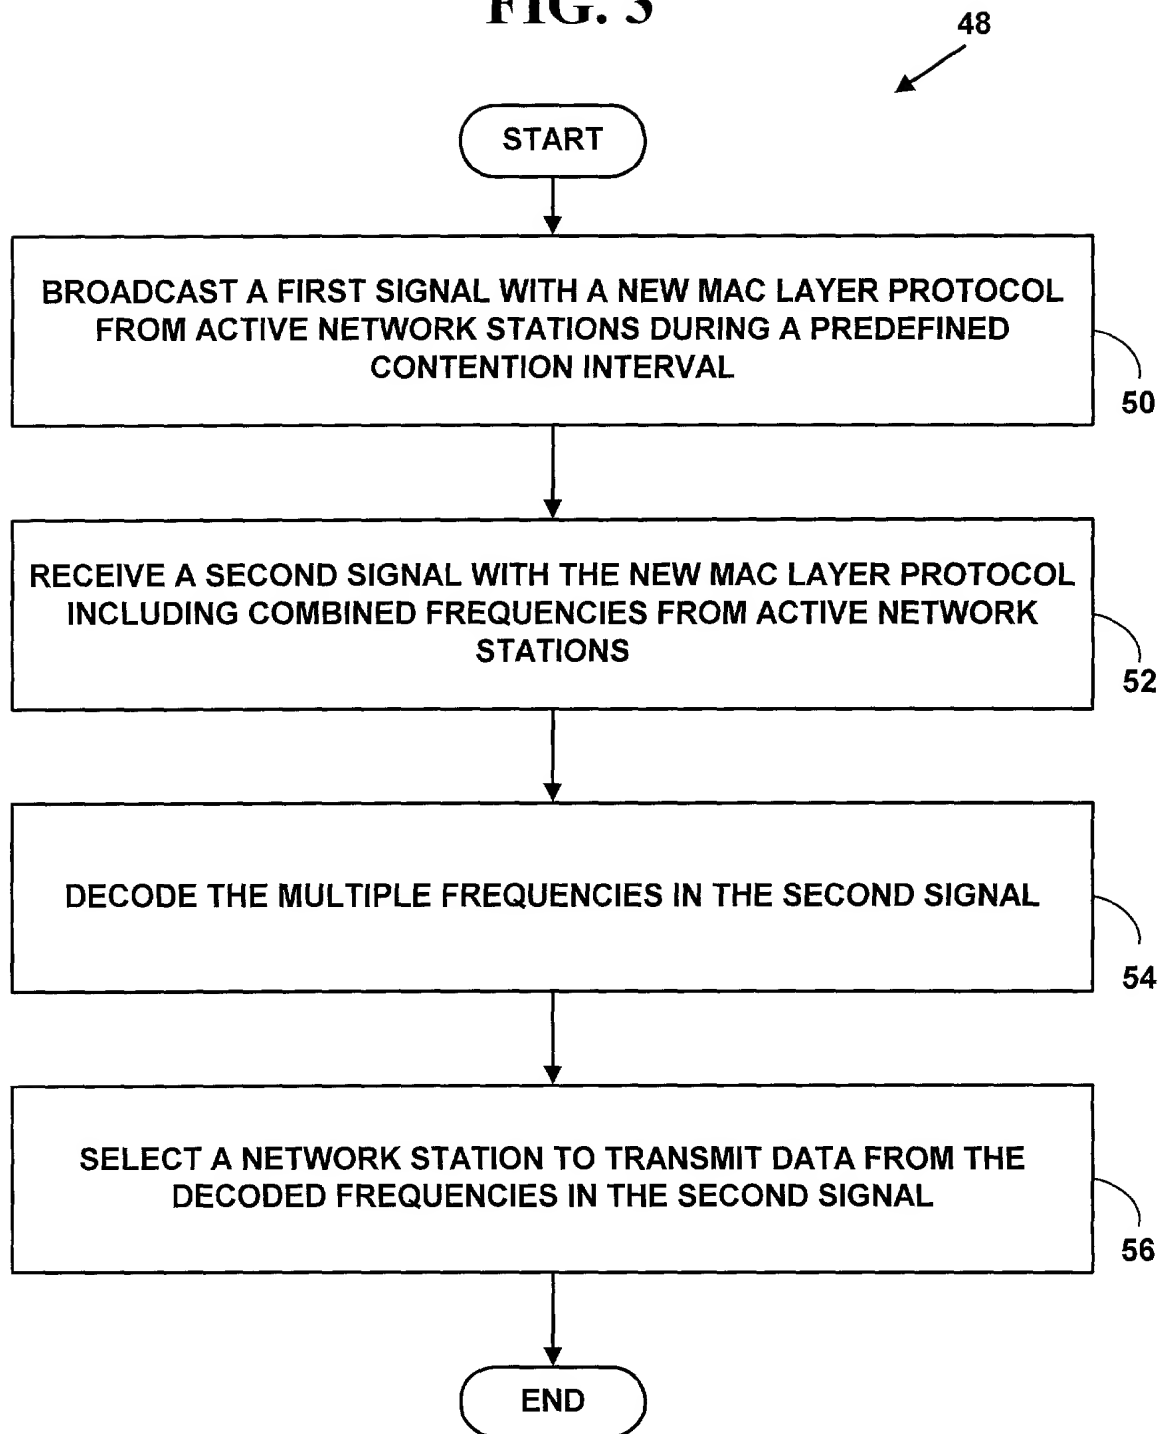 FIG. 3
48
START
BROADCAST A FIRST SIGNAL WITH A NEW MAC LAYER PROTOCOL
FROM ACTIVE NETWORK STATIONS DURING A PREDEFINED
CONTENTION INTERVAL
50
RECEIVE A SECOND SIGNAL WITH THE NEW MAC LAYER PROTOCOL
INCLUDING COMBINED FREQUENCIES FROM ACTIVE NETWORK
STATIONS
52
DECODE THE MULTIPLE FREQUENCIES IN THE SECOND SIGNAL
54
SELECT A NETWORK STATION TO TRANSMIT DATA FROM THE
DECODED FREQUENCIES IN THE SECOND SIGNAL
56
END